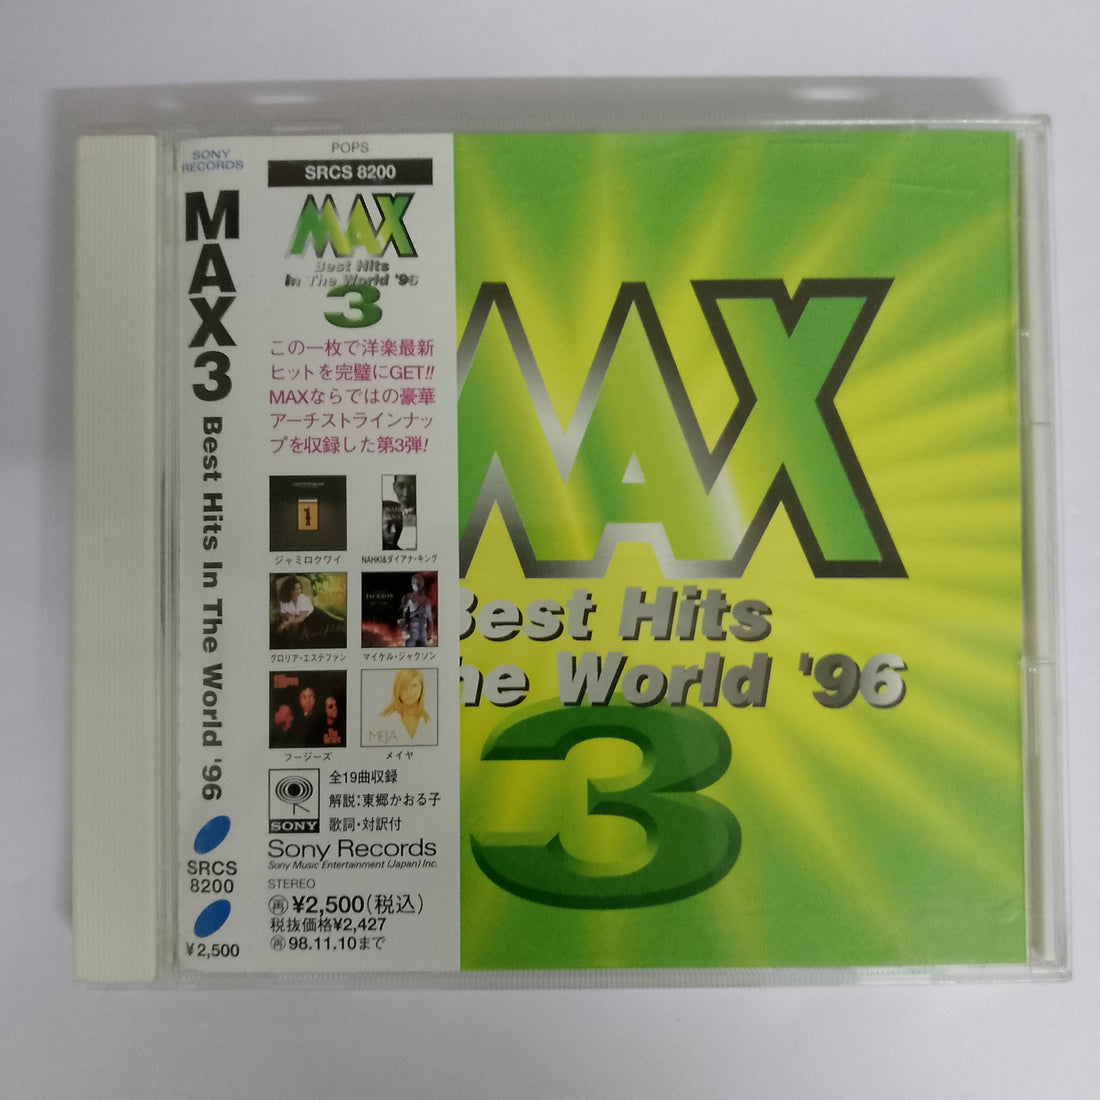 SONY
RECORDS
MAX3 Best Hits In The World '96
SRCS
8200
¥2,500
POPS
SRCS 8200
MAX
Best Hits
In The World '96
3
この一枚で洋楽最新
ヒットを完璧にGET!!
MAXならではの豪華
アーチストラインナッ
プを収録した第3弾!
ジャミロクワイ
NAHKI&ダイアナ・キング
グロリア・エステファン
JACKSON
マイケル・ジャクソン
フージーズ
MEJA
メイヤ
SONY
全19曲収録
解説:東郷かおる子
歌詞・対訳付
Sony Records
Sony Music Entertainment (Japan) Inc.
STEREO
再¥2,500(税込)
税抜価格¥2,427
再98.11.10まで
MAX
Best Hits
The World '96
3